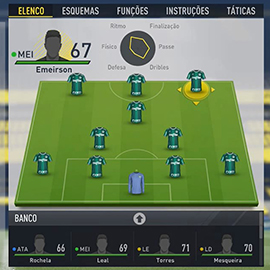 ELENCO ESQUEMAS FUNÇÕES INSTRUÇÕES TÁTICAS
MEI 67
Emeirson
Ritmo Finalização
Físico Passe
Defesa Dribles
BANCO
ATA 66 MEI 69 LE 71 LD 70
Rochela Leal Torres Mesqueira